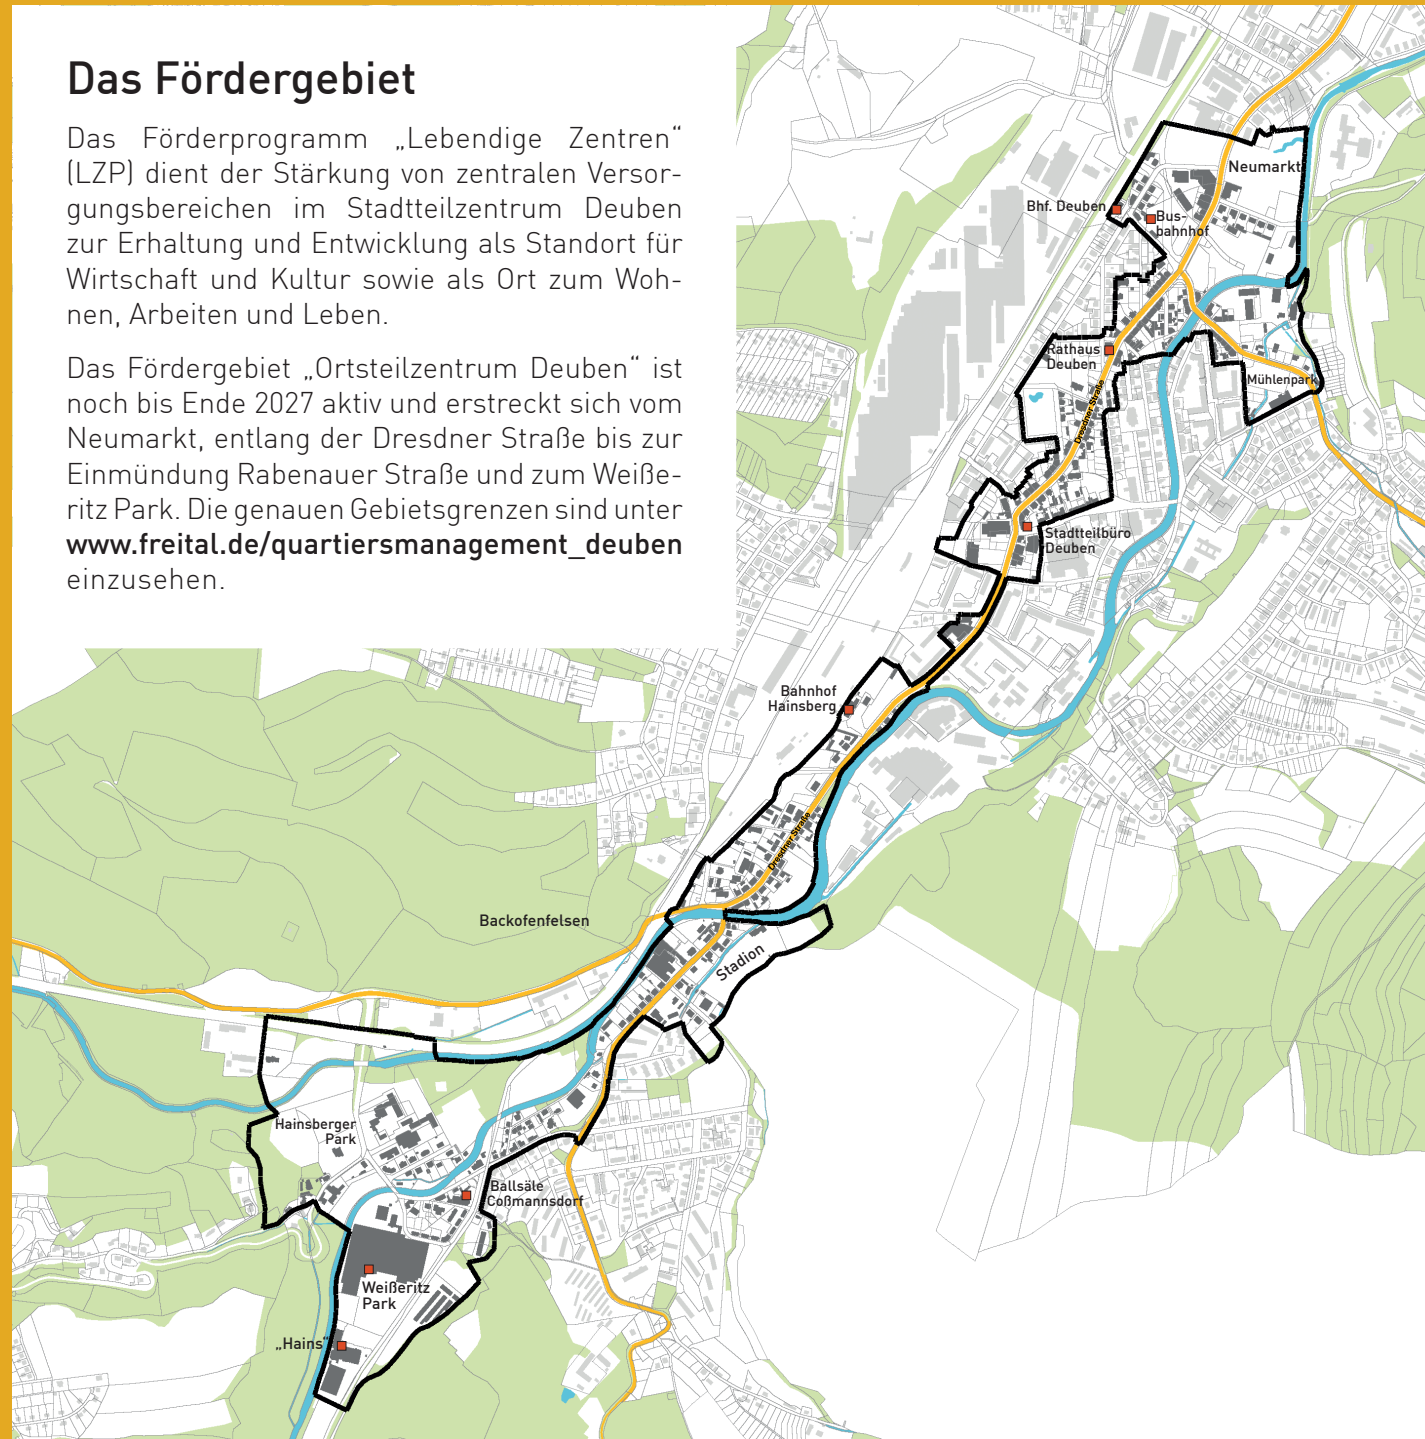 Das Fördergebiet
Das Förderprogramm „Lebendige Zentren“
(LZP) dient der Stärkung von zentralen Versor-
gungsbereichen im Stadtteilzentrum Deuben
zur Erhaltung und Entwicklung als Standort für
Wirtschaft und Kultur sowie als Ort zum Woh-
nen, Arbeiten und Leben.
Das Fördergebiet „Ortsteilzentrum Deuben“ ist
noch bis Ende 2027 aktiv und erstreckt sich vom
Neumarkt, entlang der Dresdner Straße bis zur
Einmündung Rabenauer Straße und zum Weiße-
ritz Park. Die genauen Gebietsgrenzen sind unter
www.freital.de/quartiersmanagement_deuben
einzusehen.
Neumarkt
Bhf. Deuben
Bus-
bahnhof
Rathaus
Deuben
Mühlenpark
Dresdner Straße
Stadtteilbüro
Deuben
Bahnhof
Hainsberg
Dresdner Straße
Backofenfelsen
Stadion
Hainsberger
Park
Ballsäle
Coßmannsdorf
Weißeritz
Park
„Hains“